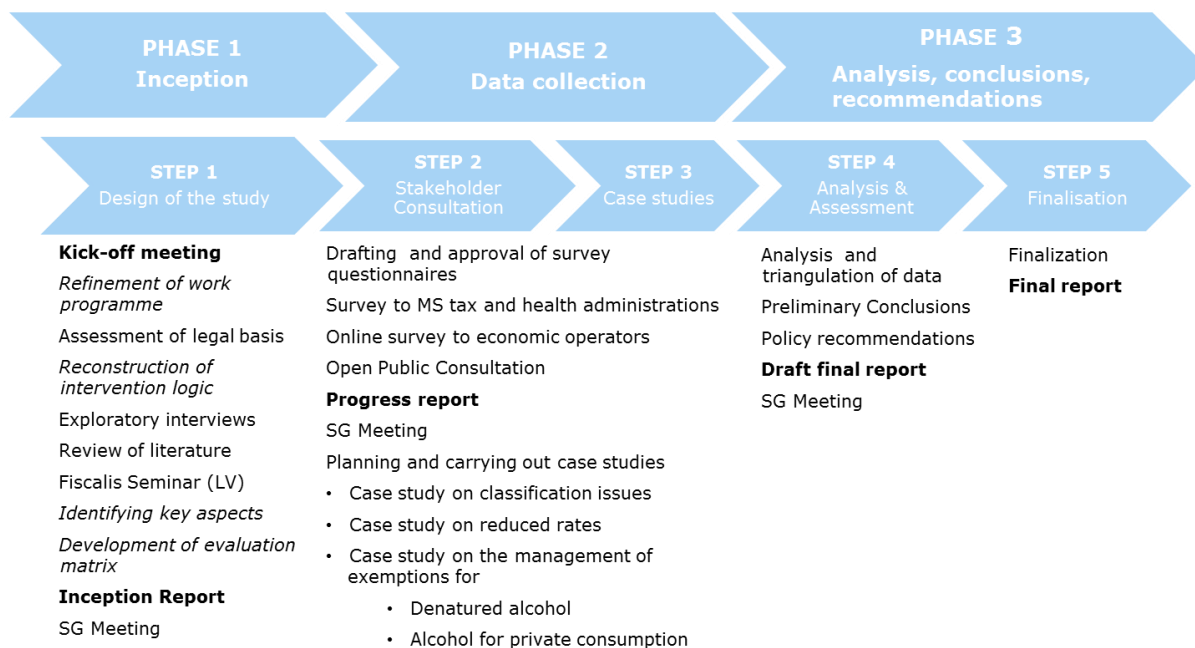 PHASE 1
Inception
PHASE 2
Data collection
PHASE 3
Analysis, conclusions,
recommendations
STEP 1
Design of the study
STEP 2
Stakeholder
Consultation
STEP 3
Case studies
STEP 4
Analysis &
Assessment
STEP 5
Finalisation
Kick-off meeting
Refinement of work
programme
Assessment of legal basis
Reconstruction of
intervention logic
Exploratory interviews
Review of literature
Fiscalis Seminar (LV)
Identifying key aspects
Development of evaluation
matrix
Inception Report
SG Meeting
Drafting and approval of survey
questionnaires
Survey to MS tax and health administrations
Online survey to economic operators
Open Public Consultation
Progress report
SG Meeting
Planning and carrying out case studies
• Case study on classification issues
• Case study on reduced rates
• Case study on the management of
exemptions for
• Denatured alcohol
• Alcohol for private consumption
Analysis and
triangulation of data
Preliminary Conclusions
Policy recommendations
Draft final report
SG Meeting
Finalization
Final report